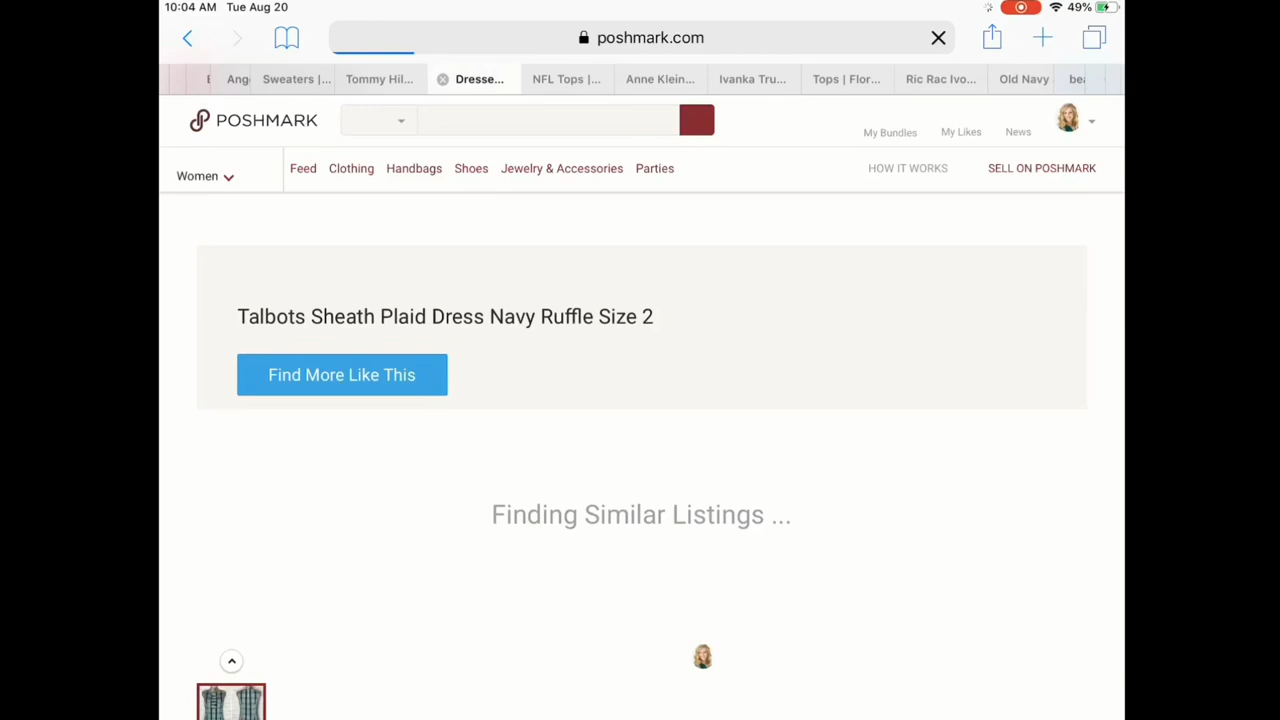 10:04 AM Tue Aug 20 49%
poshmark.com
Ang Sweaters |... Tommy Hil... Dresse... NFL Tops |... Anne Klein... Ivanka Tru... Tops | Flor... Ric Rac Ivo... Old Navy bea
POSHMARK
My Bundles My Likes News
Women Feed Clothing Handbags Shoes Jewelry & Accessories Parties HOW IT WORKS SELL ON POSHMARK
Talbots Sheath Plaid Dress Navy Ruffle Size 2
Find More Like This
Finding Similar Listings ...